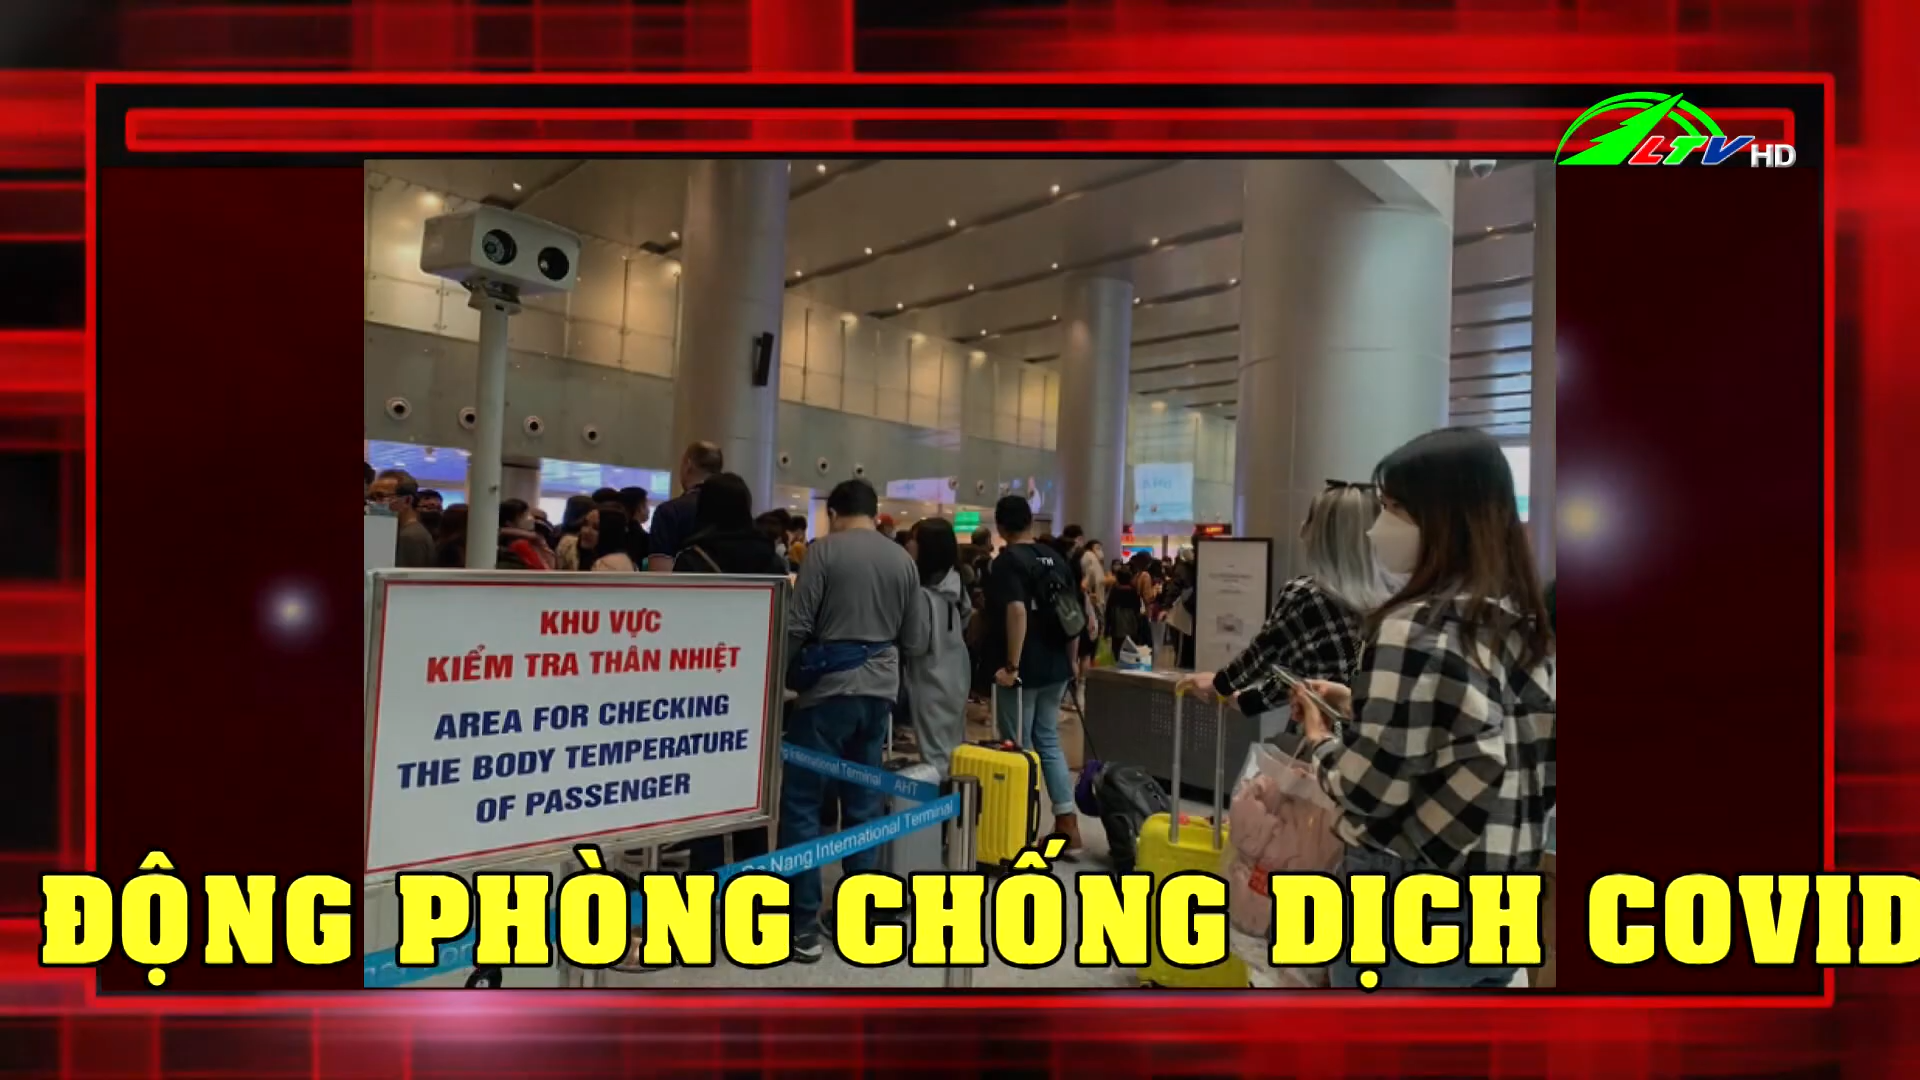 LTV HD
KHU VỰC
KIỂM TRA THÂN NHIỆT
AREA FOR CHECKING
THE BODY TEMPERATURE
OF PASSENGER
International Terminal AHT
Nang International Terminal
ĐỘNG PHÒNG CHỐNG DỊCH COVID